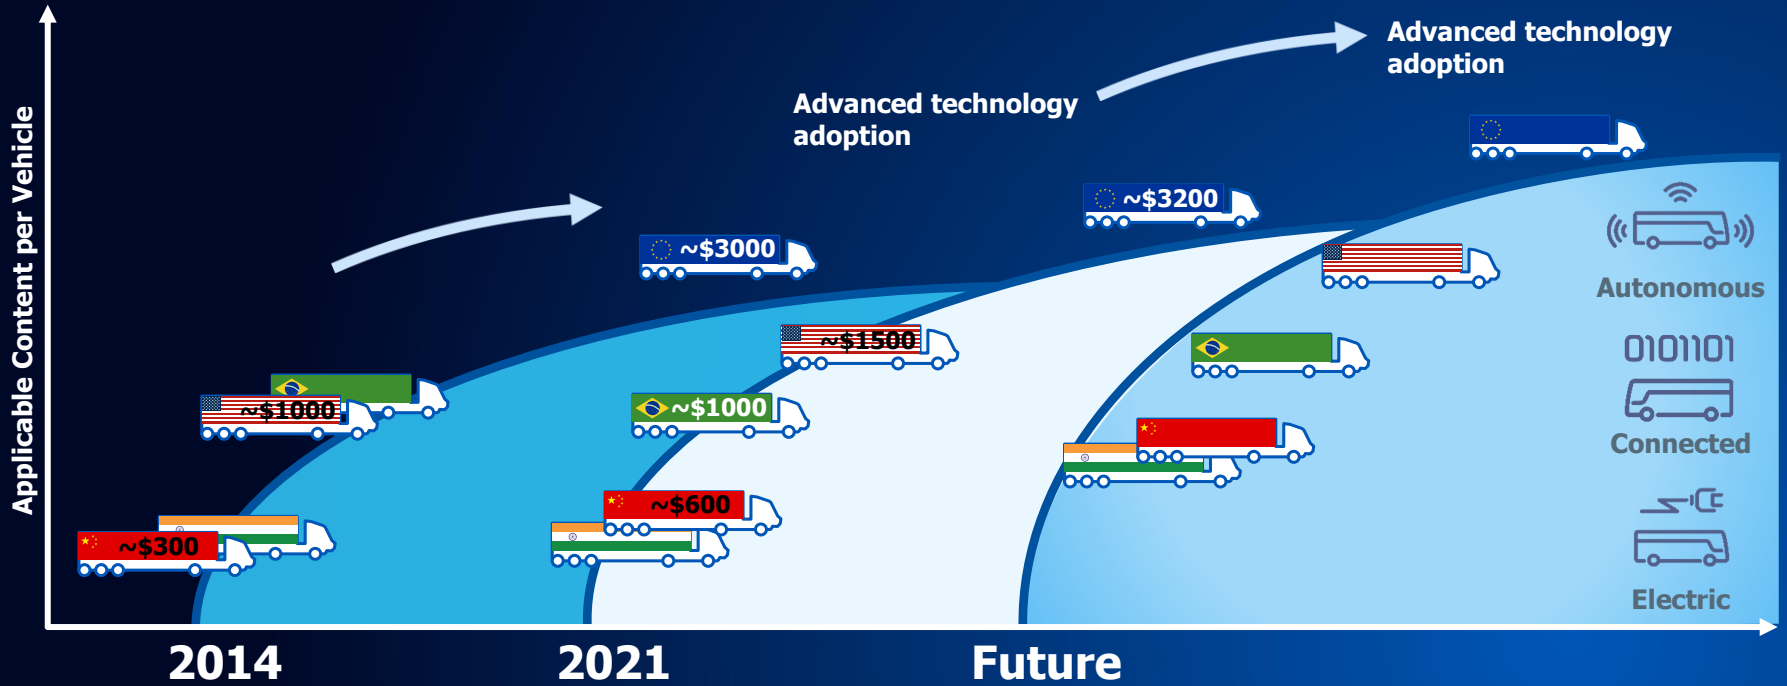 Applicable Content per Vehicle
Advanced technology
adoption
Advanced technology
adoption
~$3200
~$3000
~$1500
~$1000
~$1000
~$600
~$300
Autonomous
0101101
Connected
Electric
2014
2021
Future